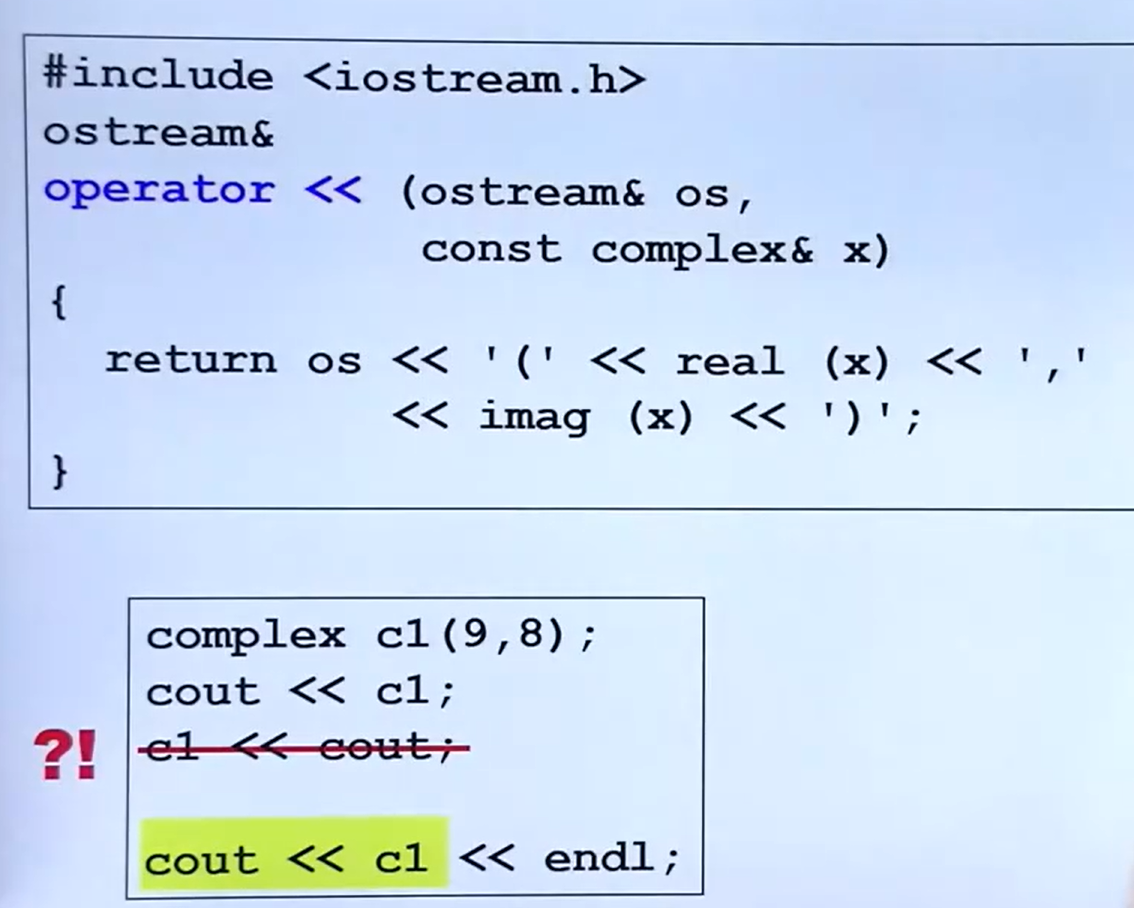 #include <iostream.h>
ostream&
operator << (ostream& os,
             const complex& x)
{
  return os << '(' << real (x) << ','
            << imag (x) << ')';
}
complex c1(9,8);
cout << c1;
?! c1 << cout;
cout << c1 << endl;